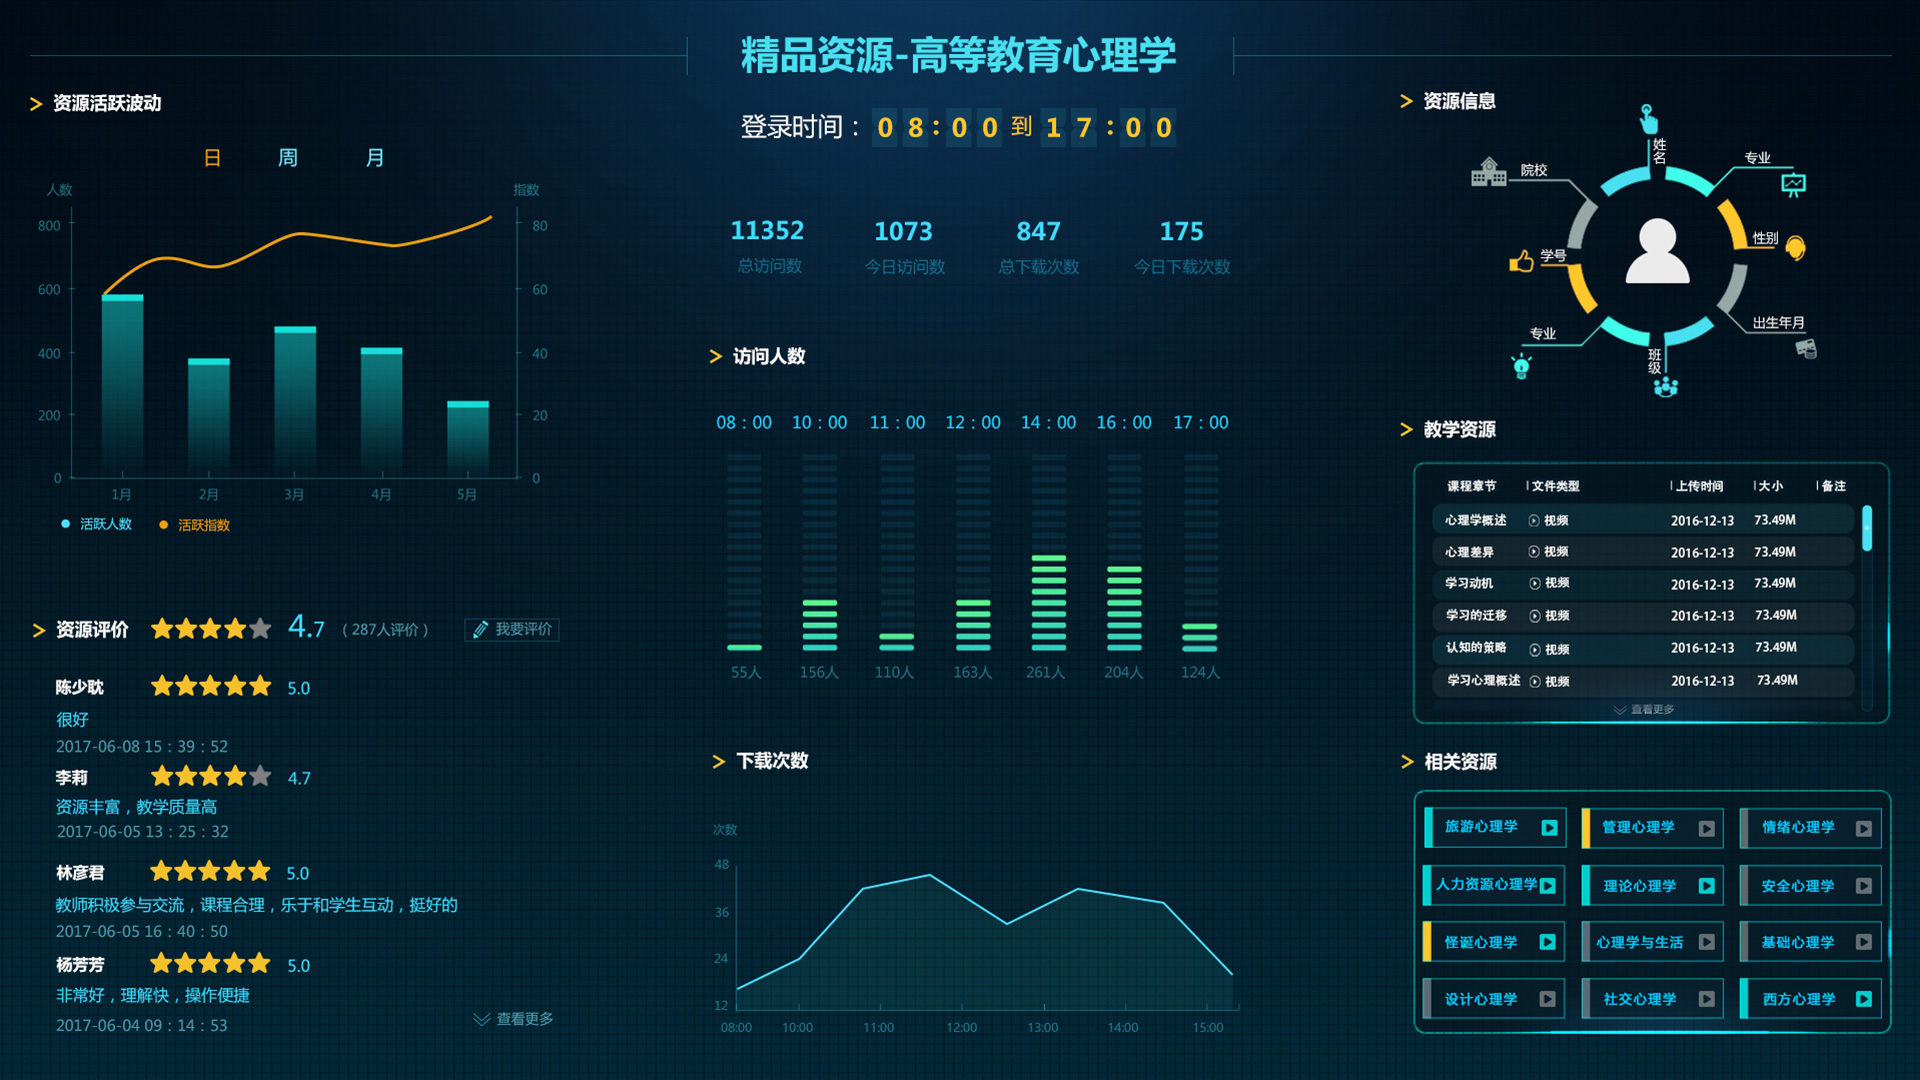 精品资源-高等教育心理学
登录时间：08:00 到 17:00
资源活跃波动
日 周 月
人数 指数
800 80
600 60
400 40
200 20
0 0
1月 2月 3月 4月 5月
活跃人数 活跃指数
资源评价 4.7 （ 287人评价 ） 我要评价
陈少耽 5.0
很好
2017-06-08 15 : 39 : 52
李莉 4.7
资源丰富，教学质量高
2017-06-05 13 : 25 : 32
林彦君 5.0
教师积极参与交流，课程合理，乐于和学生互动，挺好的
2017-06-05 16 : 40 : 50
杨芳芳 5.0
非常好，理解快，操作便捷
2017-06-04 09 : 14 : 53
查看更多
11352 1073 847 175
总访问数 今日访问数 总下载次数 今日下载次数
访问人数
08 : 00 10 : 00 11 : 00 12 : 00 14 : 00 16 : 00 17 : 00
55人 156人 110人 163人 261人 204人 124人
下载次数
次数
48
36
24
12
08:00 10:00 11:00 12:00 13:00 14:00 15:00
资源信息
姓名
专业
院校
性别
学号
出生年月
专业
班级
教学资源
课程章节 文件类型 上传时间 大小 备注
心理学概述 视频 2016-12-13 73.49M
心理差异 视频 2016-12-13 73.49M
学习动机 视频 2016-12-13 73.49M
学习的迁移 视频 2016-12-13 73.49M
认知的策略 视频 2016-12-13 73.49M
学习心理概述 视频 2016-12-13 73.49M
查看更多
相关资源
旅游心理学 管理心理学 情绪心理学
人力资源心理学 理论心理学 安全心理学
怪诞心理学 心理学与生活 基础心理学
设计心理学 社交心理学 西方心理学